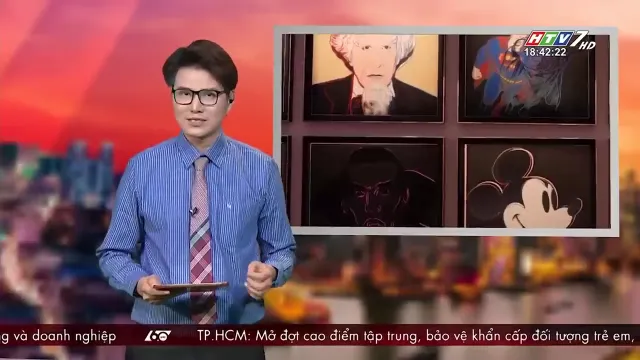 HTV7 HD
18:42:22
g và doanh nghiệp 60 TP.HCM: Mở đợt cao điểm tập trung, bảo vệ khẩn cấp đối tượng trẻ em,